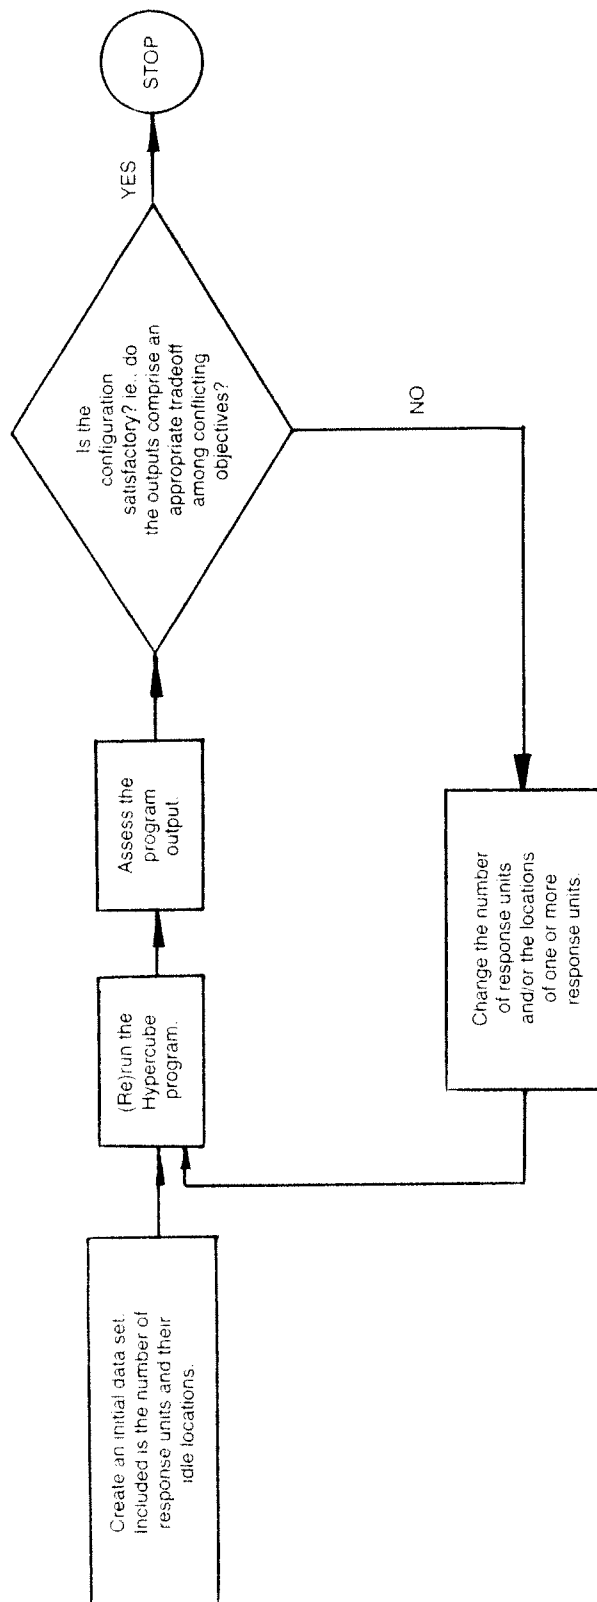 Create an initial data set.
Included is the number of
response units and their
idle locations.
(Re)run the
Hypercube
program.
Assess the
program
output.
Is the
configuration
satisfactory? ie., do
the outputs comprise an
appropriate tradeoff
among conflicting
objectives?
YES
STOP
NO
Change the number
of response units
and/or the locations
of one or more
response units.